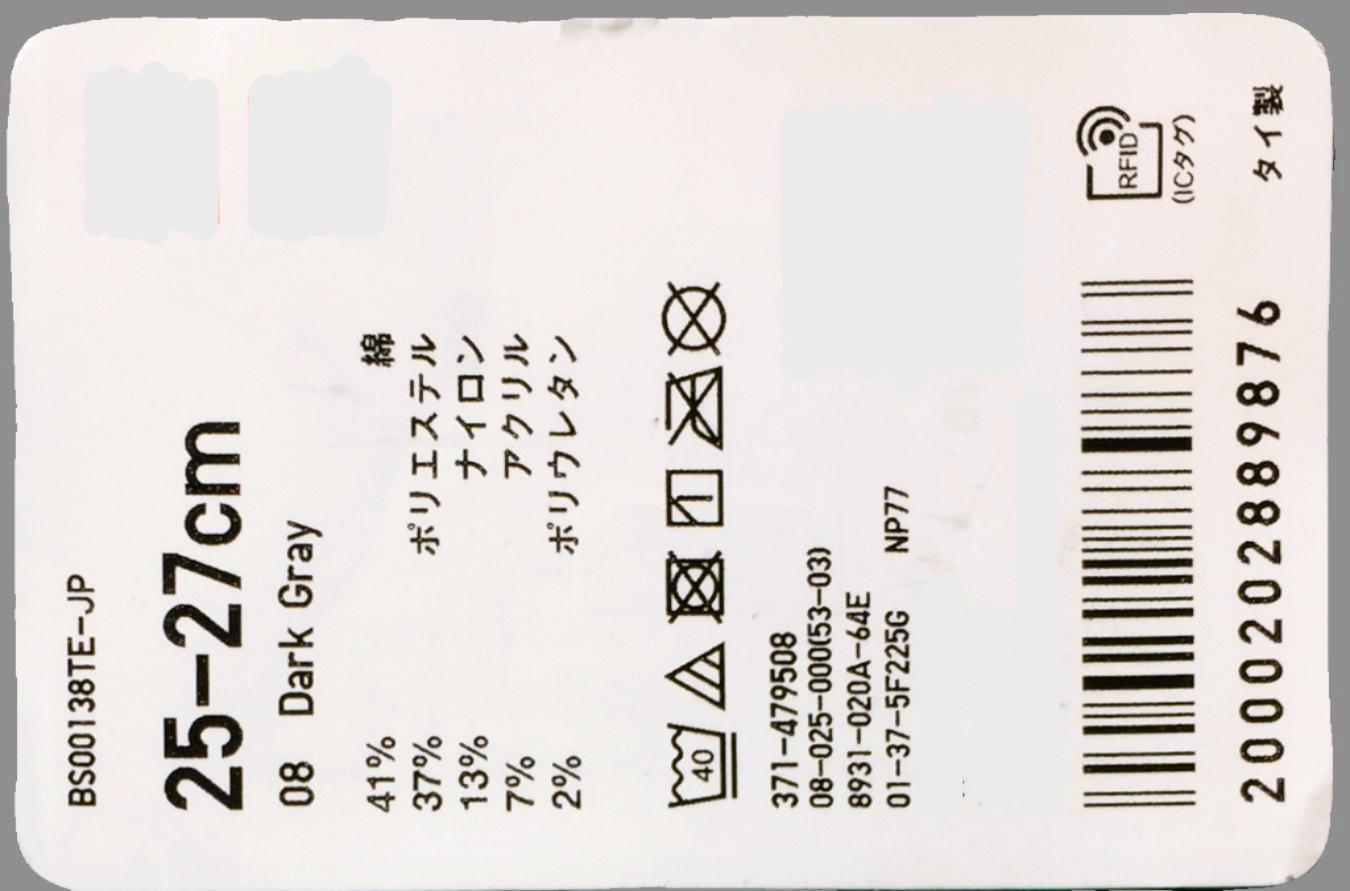 BS00138TE-JP
25-27cm
08 Dark Gray
41% 綿
37% ポリエステル
13% ナイロン
7% アクリル
2% ポリウレタン
40
371-479508
08-025-000(53-03)
8931-020A-64E
01-37-5F225G NP77
RFID
(ICタグ)
2000202889876
タイ製